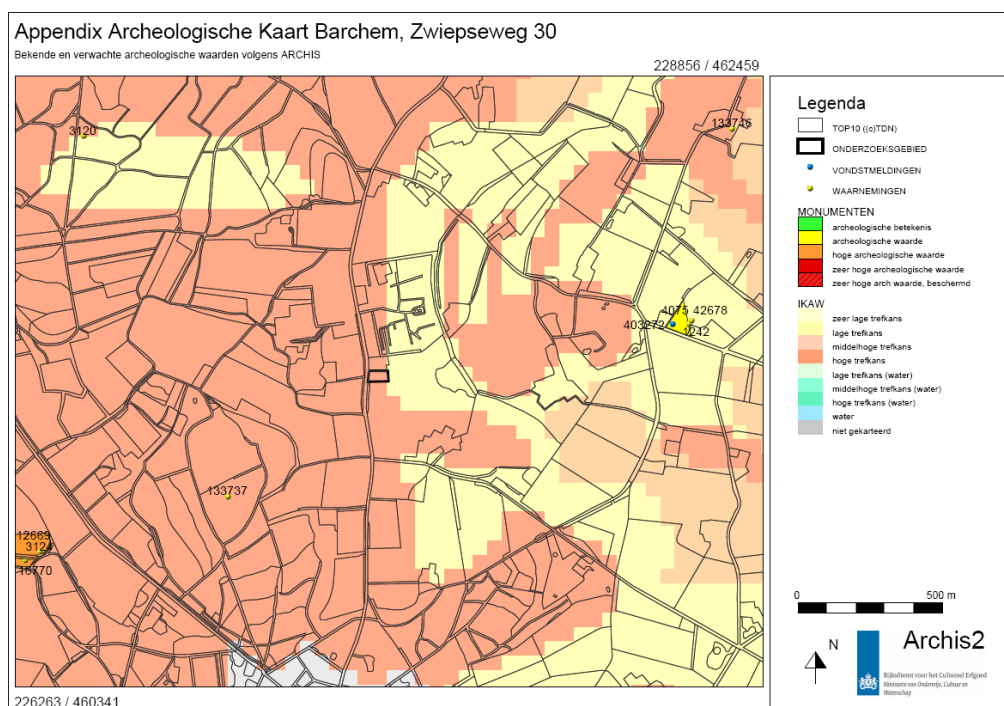 Appendix Archeologische Kaart Barchem, Zwiepseweg 30
Bekende en verwachte archeologische waarden volgens ARCHIS
228856 / 462459
3120
133746
4075 42678
403272
1242
133737
12669
3124
16770
226263 / 460341
Legenda
TOP10 ((c)TDN)
ONDERZOEKSGEBIED
VONDSTMELDINGEN
WAARNEMINGEN
MONUMENTEN
archeologische betekenis
archeologische waarde
hoge archeologische waarde
zeer hoge archeologische waarde
zeer hoge arch waarde, beschermd
IKAW
zeer lage trefkans
lage trefkans
middelhoge trefkans
hoge trefkans
lage trefkans (water)
middelhoge trefkans (water)
hoge trefkans (water)
water
niet gekarteerd
0 500 m
N
Archis2
Rijksdienst voor het Cultureel Erfgoed
Ministerie van Onderwijs, Cultuur en
Wetenschap